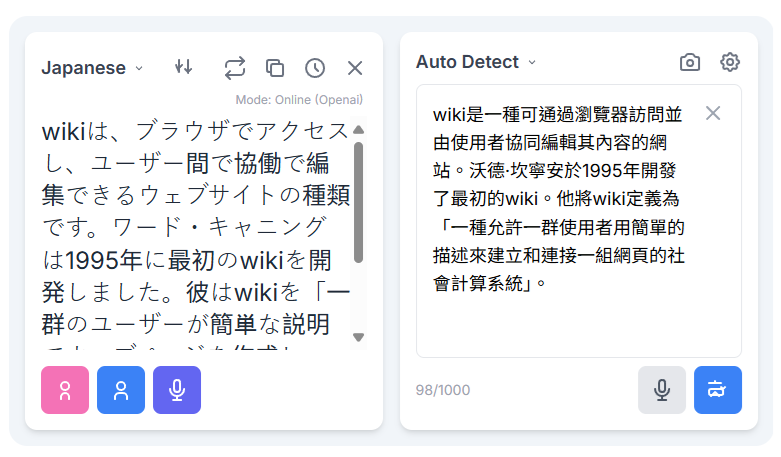 Japanese
Mode: Online (Openai)
wikiは、ブラウザでアクセス
し、ユーザー間で協働で編
集できるウェブサイトの種類
です。ワード・キャニング
は1995年に最初のwikiを開
発しました。彼はwikiを「一
群のユーザーが簡単な説明
Auto Detect
wiki是一種可通過瀏覽器訪問並
由使用者協同編輯其內容的網
站。沃德·坎寧安於1995年開發
了最初的wiki。他將wiki定義為
「一種允許一群使用者用簡單的
描述來建立和連接一組網頁的社
會計算系統」。
98/1000